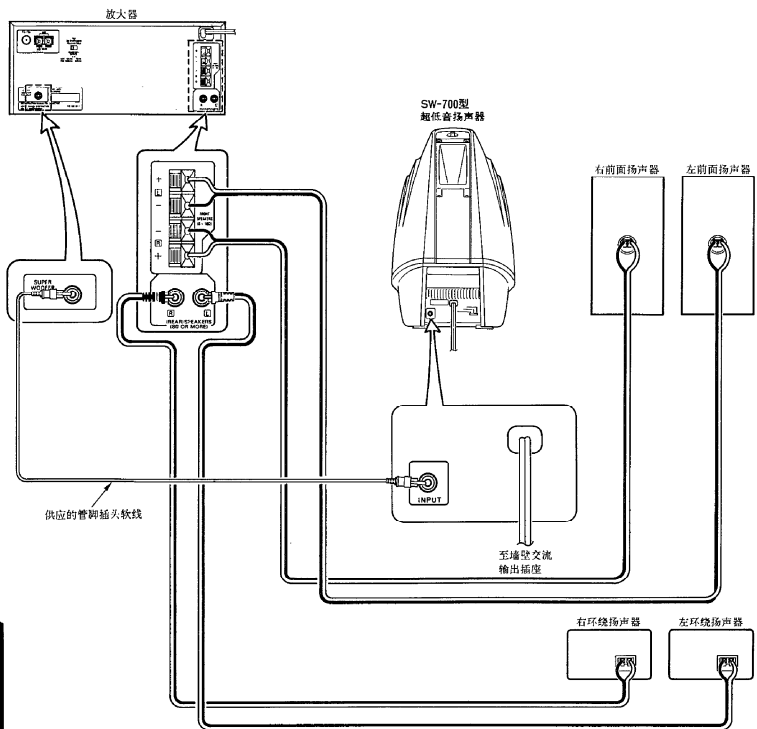 放大器
SW-700型
超低音扬声器
右前面扬声器
左前面扬声器
+
L
-
-
R
+
SUPER
WOOFER
R
L
(REAR/SPEAKERS
(8Ω OR MORE)
INPUT
供应的管脚插头软线
至墙壁交流
输出插座
右环绕扬声器
左环绕扬声器